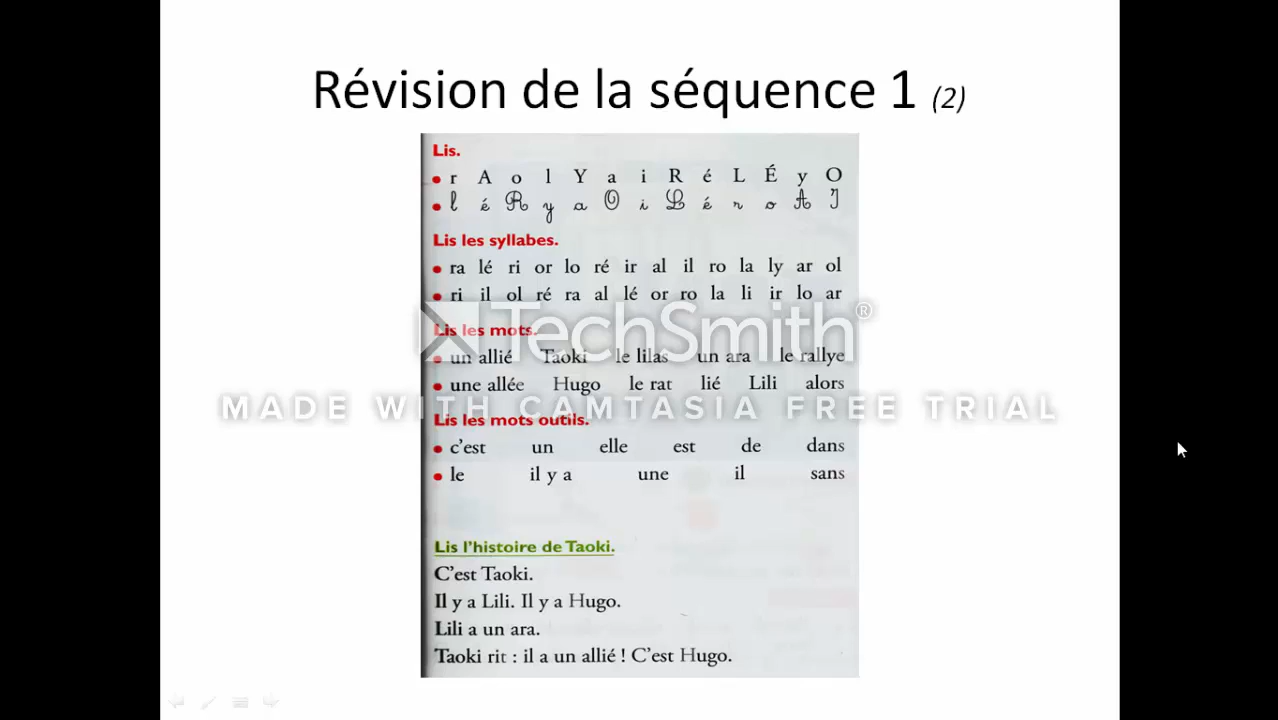 Révision de la séquence 1 (2)
Lis.
• r A o l Y a i R é L É y O
• l é R y a O i L é r o A I
Lis les syllabes.
• ra lé ri or lo ré ir al il ro la ly ar ol
• ri il ol ré ra al lé or ro la li ir lo ar
Lis les mots.
• un allié Taoki le lilas un ara le rallye
• une allée Hugo le rat lié Lili alors
Lis les mots outils.
• c'est un elle est de dans
• le il y a une il sans
Lis l'histoire de Taoki.
C'est Taoki.
Il y a Lili. Il y a Hugo.
Lili a un ara.
Taoki rit : il a un allié ! C'est Hugo.
TechSmith®
MADE WITH CAMTASIA FREE TRIAL